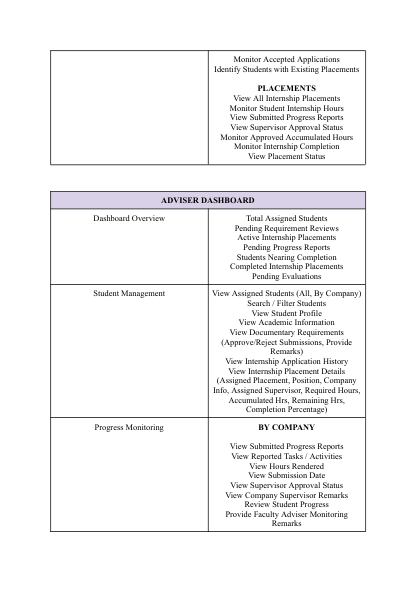 Monitor Accepted Applications
Identify Students with Existing Placements
PLACEMENTS
View All Internship Placements
Monitor Student Internship Hours
View Submitted Progress Reports
View Supervisor Approval Status
Monitor Approved Accumulated Hours
Monitor Internship Completion
View Placement Status
ADVISER DASHBOARD
Dashboard Overview
Total Assigned Students
Pending Requirement Reviews
Active Internship Placements
Pending Progress Reports
Students Nearing Completion
Completed Internship Placements
Pending Evaluations
Student Management
View Assigned Students (All, By Company)
Search / Filter Students
View Student Profile
View Academic Information
View Documentary Requirements
(Approve/Reject Submissions, Provide
Remarks)
View Internship Application History
View Internship Placement Details
(Assigned Placement, Position, Company
Info, Assigned Supervisor, Required Hours,
Accumulated Hrs, Remaining Hrs,
Completion Percentage)
Progress Monitoring
BY COMPANY
View Submitted Progress Reports
View Reported Tasks / Activities
View Hours Rendered
View Submission Date
View Supervisor Approval Status
View Company Supervisor Remarks
Review Student Progress
Provide Faculty Adviser Monitoring
Remarks